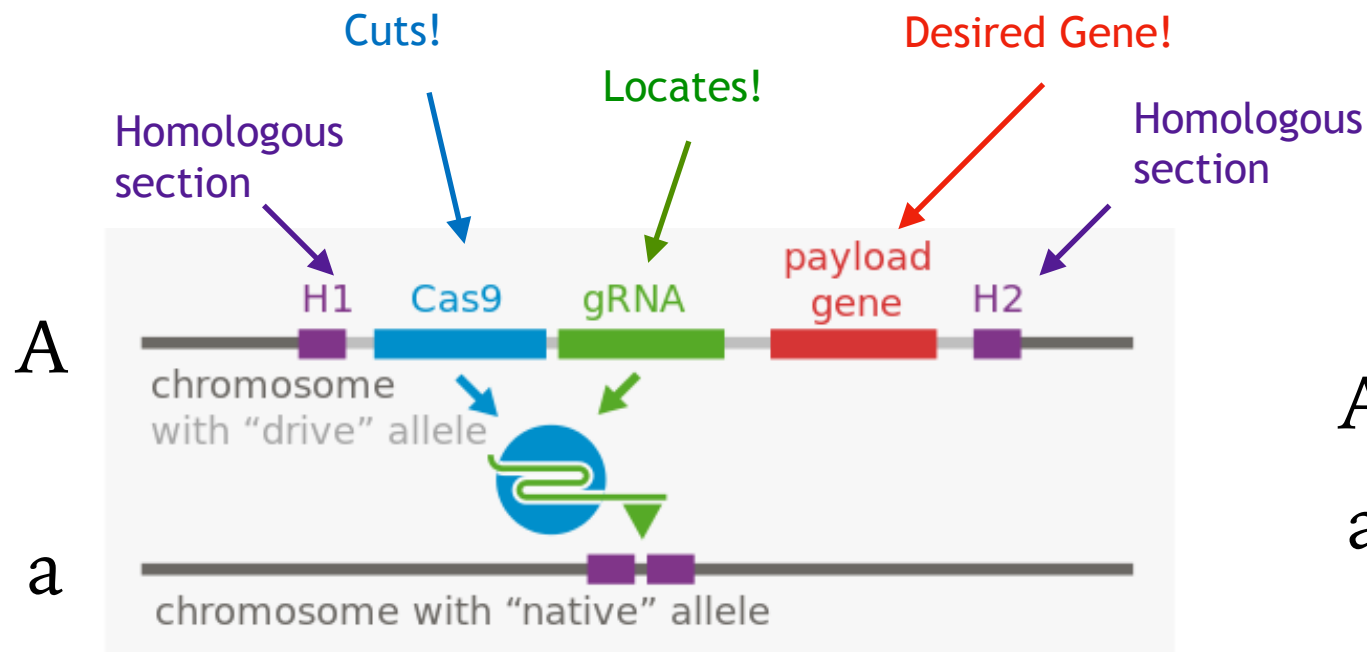 Cuts!
Desired Gene!
Locates!
Homologous
section
Homologous
section
payload
H1 Cas9 gRNA gene H2
A
chromosome
with “drive” allele
A
a
a
chromosome with “native” allele